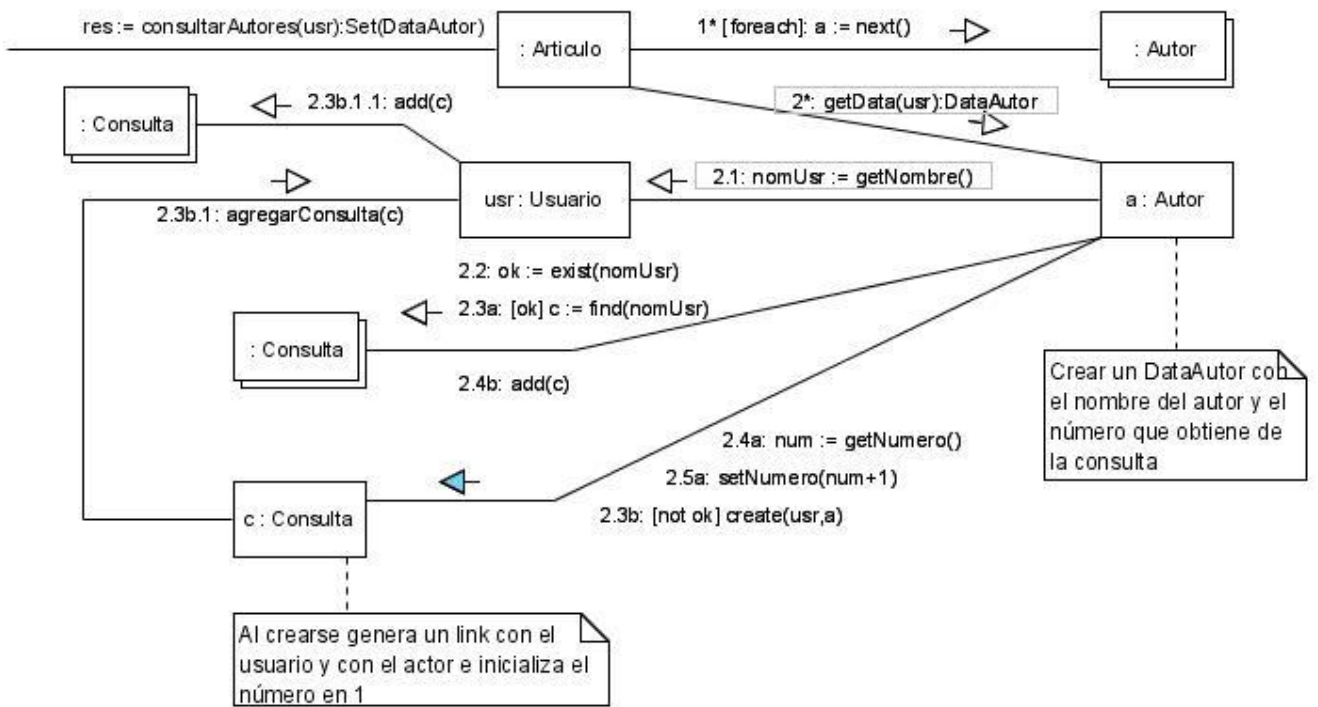 res := consultarAutores(usr):Set(DataAutor)
: Articulo
1* [foreach]: a := next()
: Autor
: Consulta
2.3b.1.1: add(c)
2*: getData(usr):DataAutor
2.3b.1: agregarConsulta(c)
usr : Usuario
2.1: nomUsr := getNombre()
a : Autor
2.2: ok := exist(nomUsr)
2.3a: [ok] c := find(nomUsr)
: Consulta
2.4b: add(c)
Crear un DataAutor con
el nombre del autor y el
número que obtiene de
la consulta
2.4a: num := getNumero()
2.5a: setNumero(num+1)
2.3b: [not ok] create(usr,a)
c : Consulta
Al crearse genera un link con el
usuario y con el actor e inicializa el
número en 1